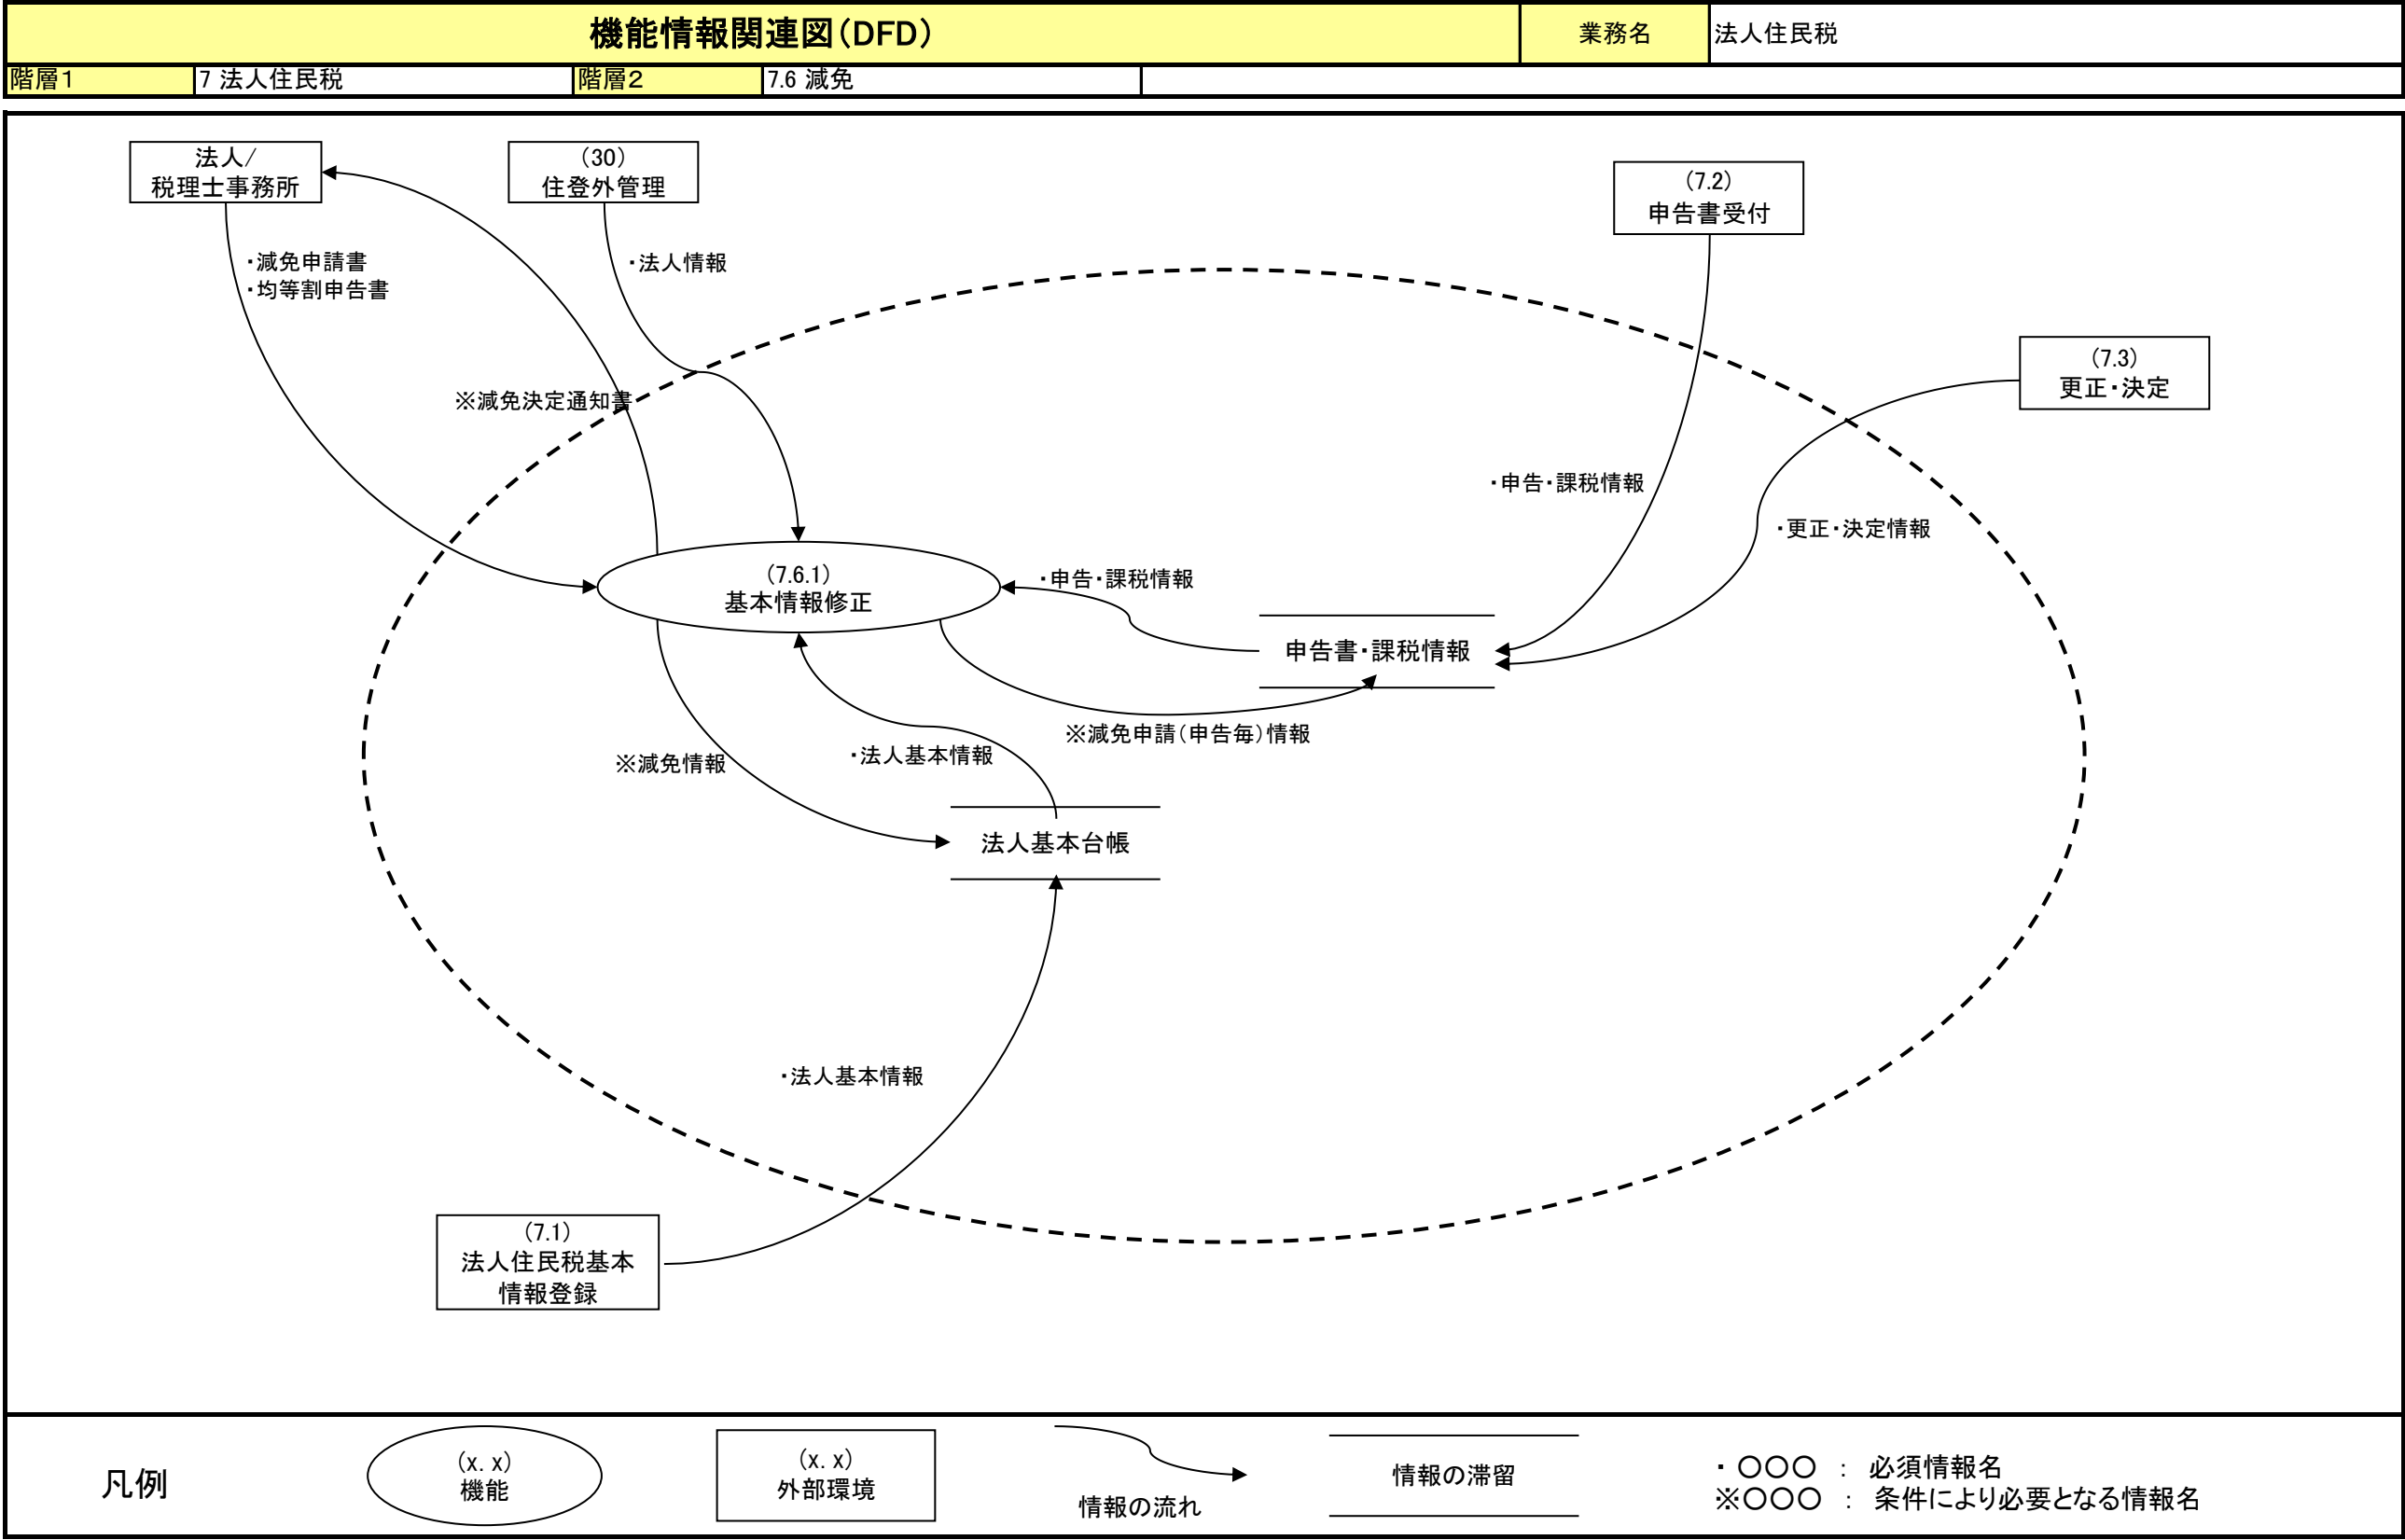 機能情報関連図（DFD）
業務名
法人住民税
階層１
7 法人住民税
階層２
7.6 減免
法人/
税理士事務所
（30）
住登外管理
（7.2）
申告書受付
・減免申請書
・均等割申告書
・法人情報
（7.3）
更正・決定
※減免決定通知書
・申告・課税情報
・更正・決定情報
（7.6.1）
基本情報修正
・申告・課税情報
申告書・課税情報
※減免申請（申告毎）情報
※減免情報
・法人基本情報
法人基本台帳
・法人基本情報
（7.1）
法人住民税基本
情報登録
凡例
（x. x）
機能
（x. x）
外部環境
情報の流れ
情報の滞留
・ 〇〇〇 ： 必須情報名
※〇〇〇 ： 条件により必要となる情報名